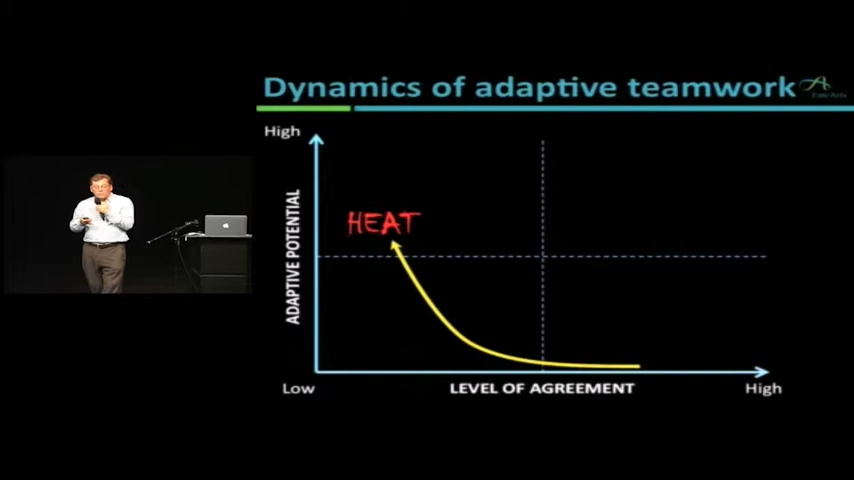 Dynamics of adaptive teamwork
High
ADAPTIVE POTENTIAL
HEAT
Low
LEVEL OF AGREEMENT
High